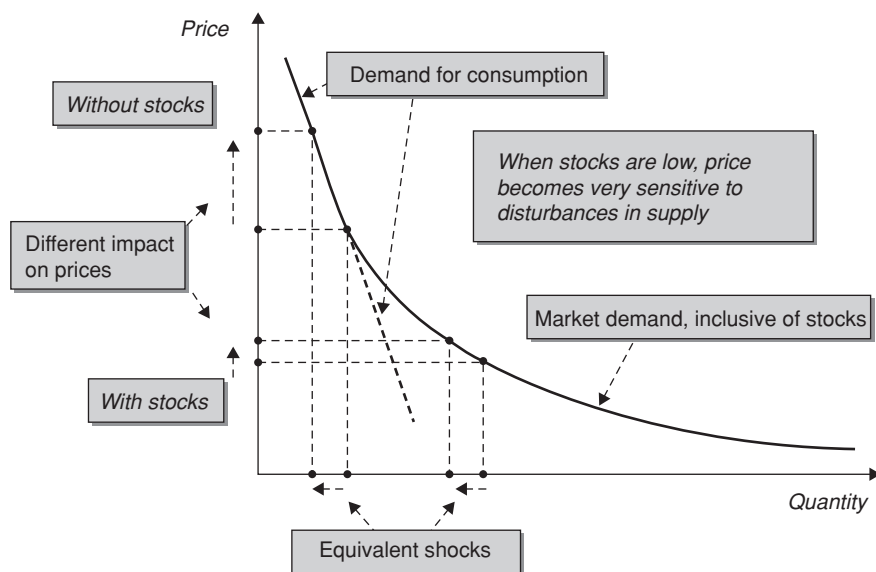 Price
Demand for consumption
Without stocks
When stocks are low, price
becomes very sensitive to
disturbances in supply
Different impact
on prices
Market demand, inclusive of stocks
With stocks
Quantity
Equivalent shocks